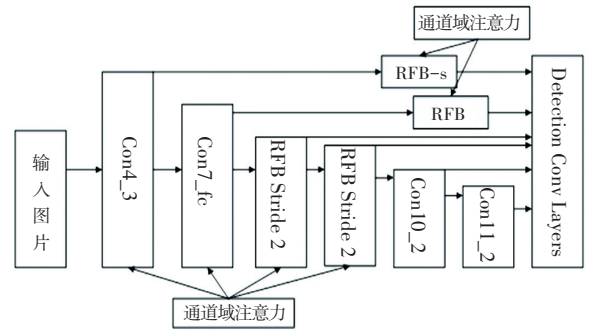 通道域注意力
RFB-s
RFB
输入图片
Con4_3
Con7_fc
RFB Stride 2
RFB Stride 2
Con10_2
Con11_2
Detection Conv Layers
通道域注意力